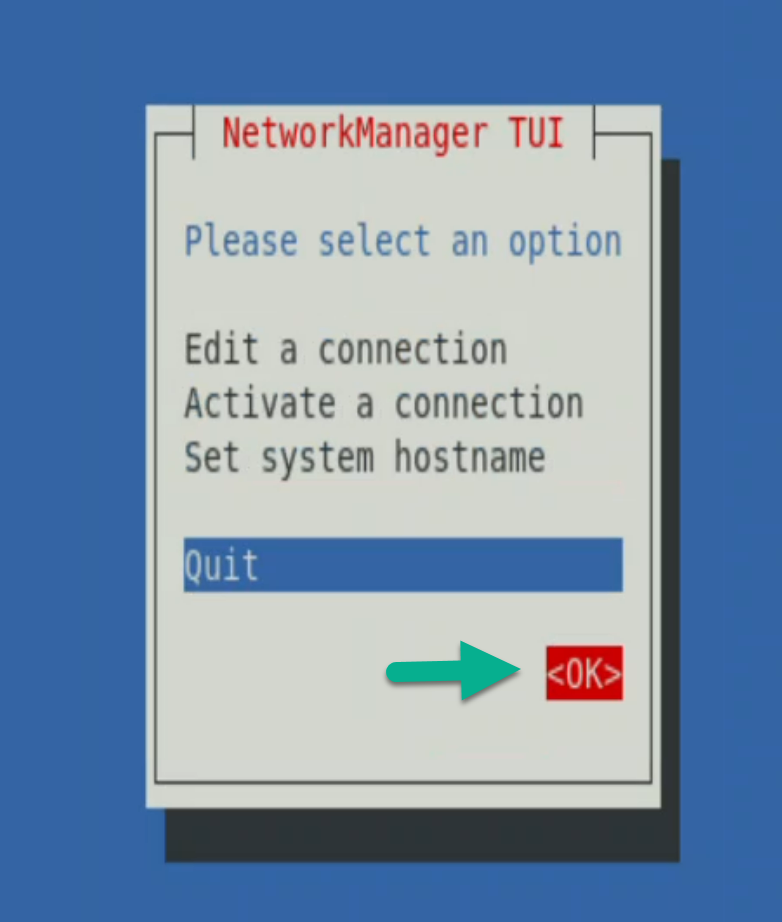 NetworkManager TUI
Please select an option
Edit a connection
Activate a connection
Set system hostname
Quit
<OK>